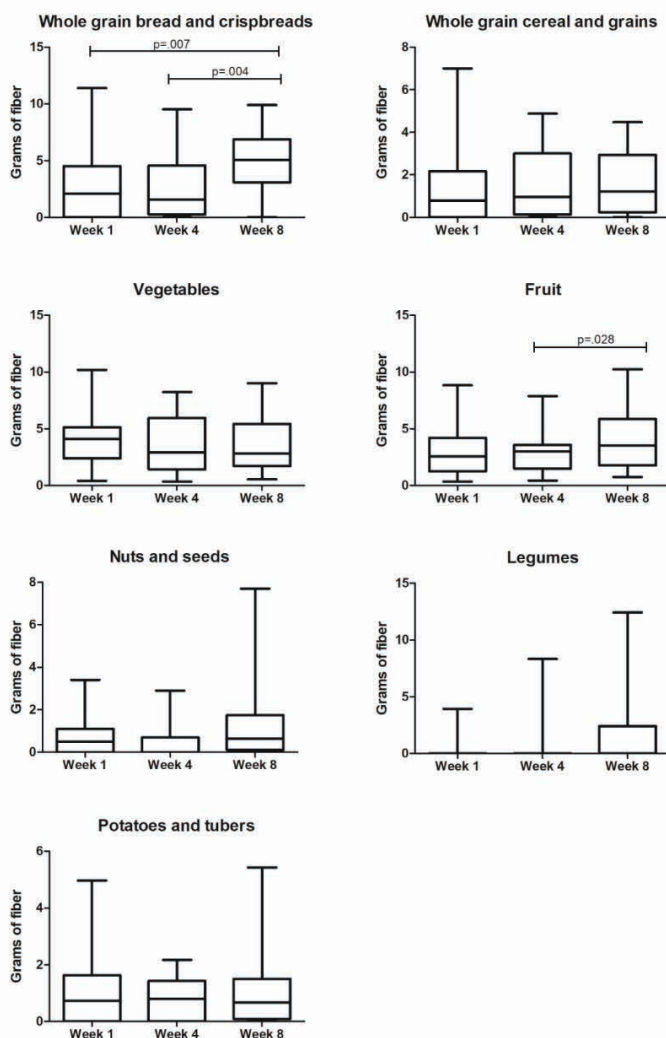 Whole grain bread and crispbreads
Grams of fiber
15
10
5
0
p=.007
p=.004
Week 1 Week 4 Week 8
Whole grain cereal and grains
Grams of fiber
8
6
4
2
0
Week 1 Week 4 Week 8
Vegetables
Grams of fiber
15
10
5
0
Week 1 Week 4 Week 8
Fruit
Grams of fiber
15
10
5
0
p=.028
Week 1 Week 4 Week 8
Nuts and seeds
Grams of fiber
8
6
4
2
0
Week 1 Week 4 Week 8
Legumes
Grams of fiber
15
10
5
0
Week 1 Week 4 Week 8
Potatoes and tubers
Grams of fiber
6
4
2
0
Week 1 Week 4 Week 8